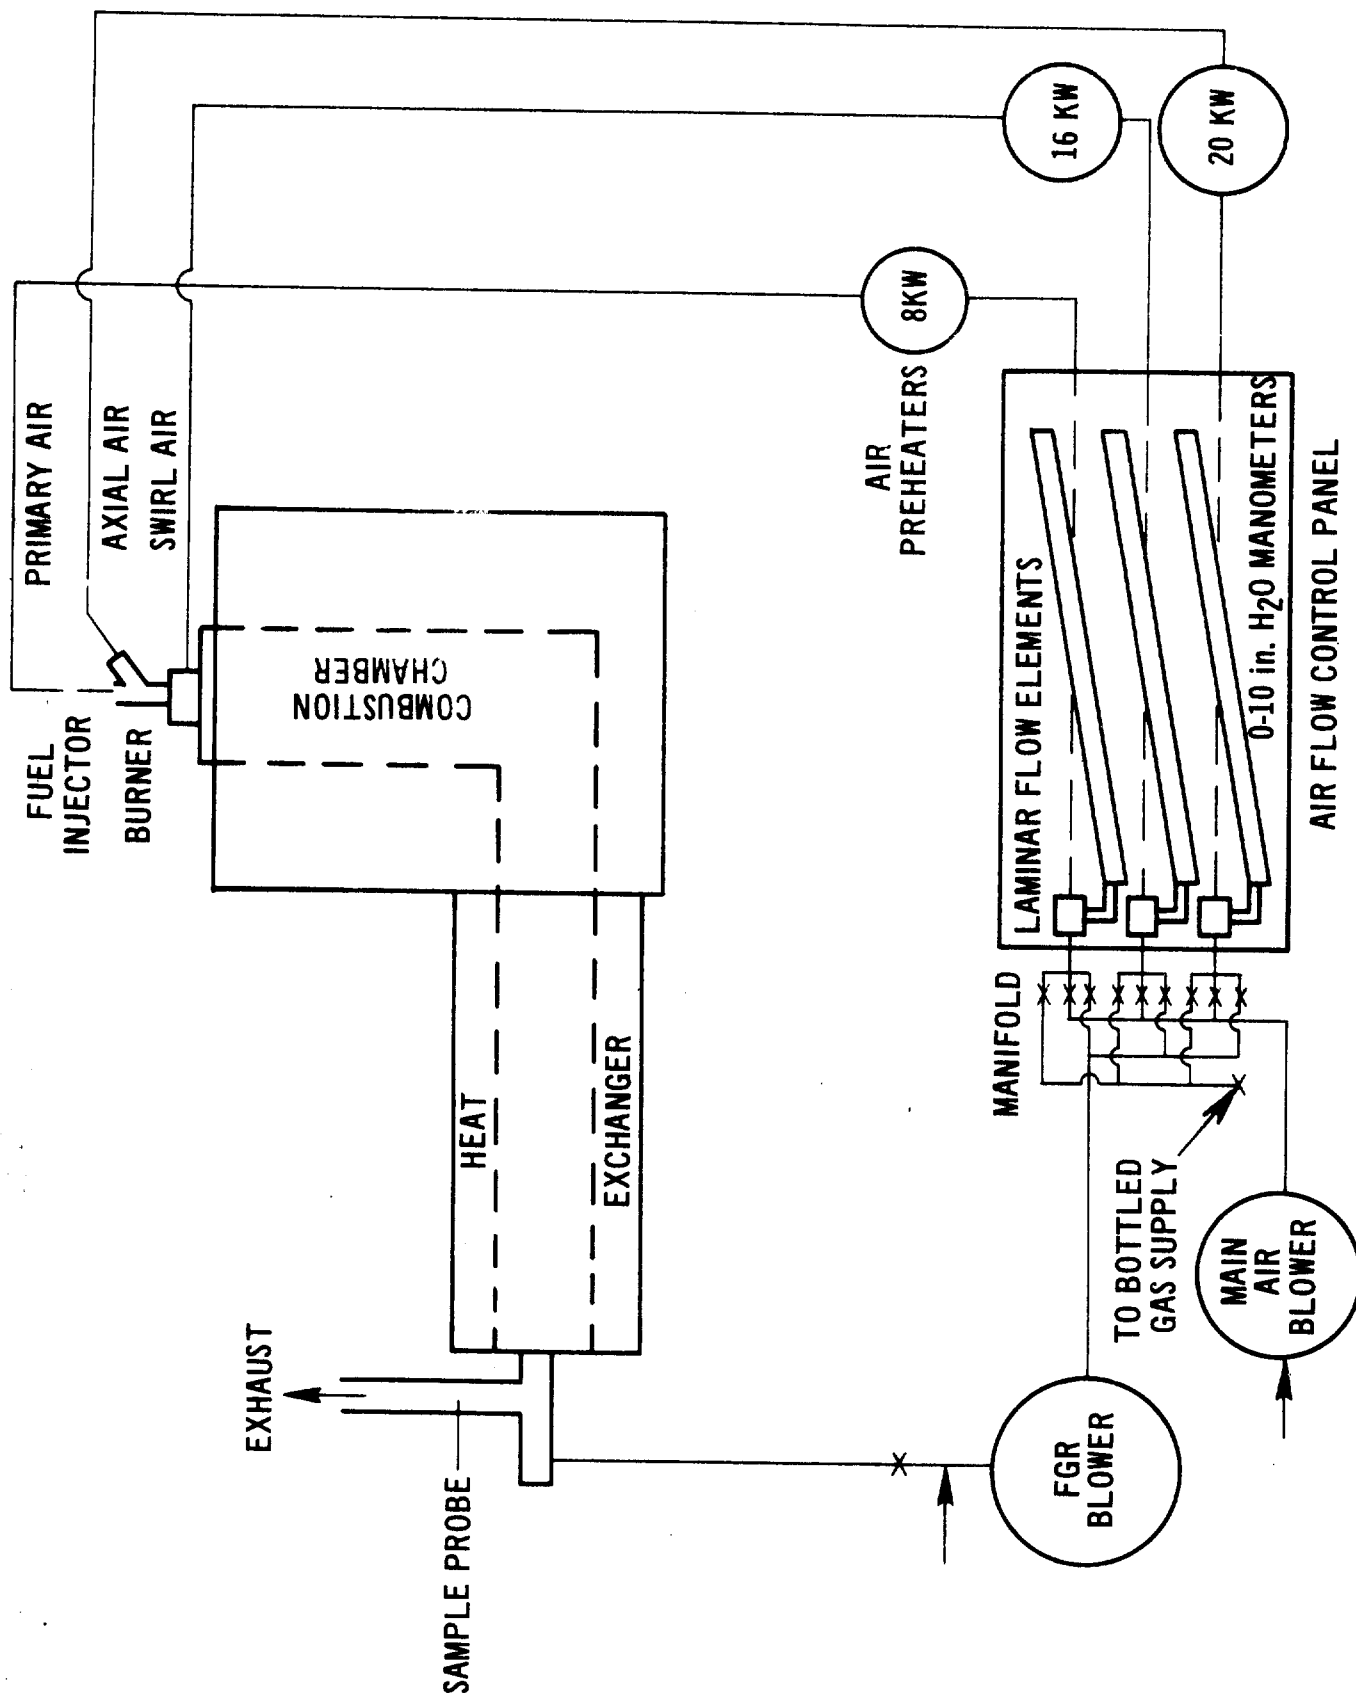 EXHAUST
SAMPLE PROBE
HEAT
EXCHANGER
FUEL
INJECTOR
BURNER
PRIMARY AIR
AXIAL AIR
SWIRL AIR
COMBUSTION
CHAMBER
AIR
PREHEATERS
8KW
16 KW
20 KW
FGR
BLOWER
MAIN
AIR
BLOWER
TO BOTTLED
GAS SUPPLY
MANIFOLD
LAMINAR FLOW ELEMENTS
0-10 in. H₂O MANOMETERS
AIR FLOW CONTROL PANEL